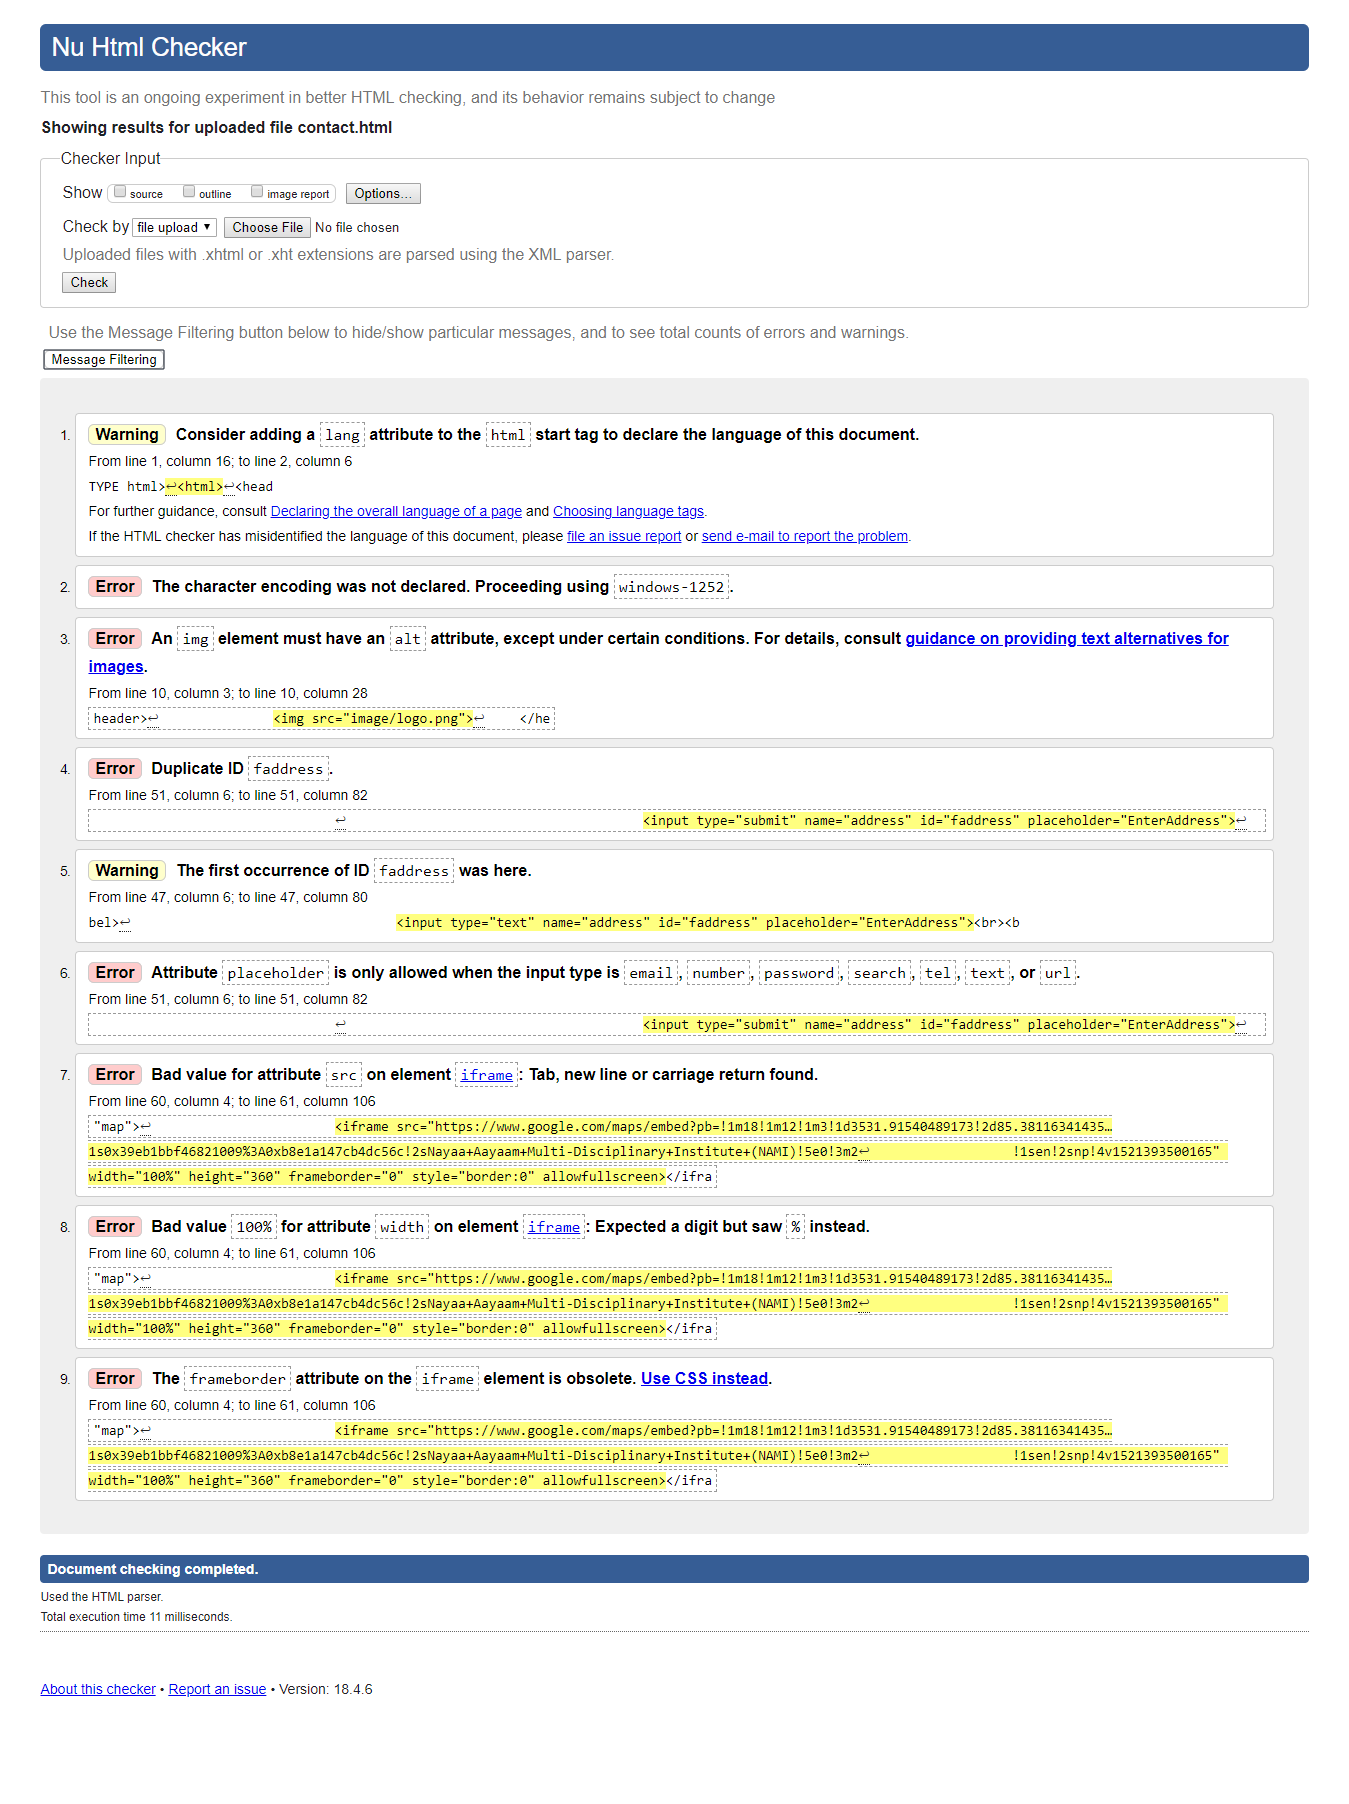 Nu Html Checker
This tool is an ongoing experiment in better HTML checking, and its behavior remains subject to change
Showing results for uploaded file contact.html
Checker Input
Show source outline image report Options...
Check by file upload ▼ Choose File No file chosen
Uploaded files with .xhtml or .xht extensions are parsed using the XML parser.
Check
Use the Message Filtering button below to hide/show particular messages, and to see total counts of errors and warnings.
Message Filtering
1. Warning Consider adding a lang attribute to the html start tag to declare the language of this document.
From line 1, column 16; to line 2, column 6
TYPE html>↩<html>↩<head
For further guidance, consult Declaring the overall language of a page and Choosing language tags.
If the HTML checker has misidentified the language of this document, please file an issue report or send e-mail to report the problem.
2. Error The character encoding was not declared. Proceeding using windows-1252.
3. Error An img element must have an alt attribute, except under certain conditions. For details, consult guidance on providing text alternatives for
images.
From line 10, column 3; to line 10, column 28
header>↩ <img src="image/logo.png">↩ </he
4. Error Duplicate ID faddress.
From line 51, column 6; to line 51, column 82
↩ <input type="submit" name="address" id="faddress" placeholder="EnterAddress">↩
5. Warning The first occurrence of ID faddress was here.
From line 47, column 6; to line 47, column 80
bel>↩ <input type="text" name="address" id="faddress" placeholder="EnterAddress"><br><b
6. Error Attribute placeholder is only allowed when the input type is email, number, password, search, tel, text, or url.
From line 51, column 6; to line 51, column 82
↩ <input type="submit" name="address" id="faddress" placeholder="EnterAddress">↩
7. Error Bad value for attribute src on element iframe: Tab, new line or carriage return found.
From line 60, column 4; to line 61, column 106
"map">↩ <iframe src="https://www.google.com/maps/embed?pb=!1m18!1m12!1m3!1d3531.91540489173!2d85.38116341435…
1s0x39eb1bbf46821009%3A0xb8e1a147cb4dc56c!2sNayaa+Aayaam+Multi-Disciplinary+Institute+(NAMI)!5e0!3m2↩ !1sen!2snp!4v1521393500165"
width="100%" height="360" frameborder="0" style="border:0" allowfullscreen></ifra
8. Error Bad value 100% for attribute width on element iframe: Expected a digit but saw % instead.
From line 60, column 4; to line 61, column 106
"map">↩ <iframe src="https://www.google.com/maps/embed?pb=!1m18!1m12!1m3!1d3531.91540489173!2d85.38116341435…
1s0x39eb1bbf46821009%3A0xb8e1a147cb4dc56c!2sNayaa+Aayaam+Multi-Disciplinary+Institute+(NAMI)!5e0!3m2↩ !1sen!2snp!4v1521393500165"
width="100%" height="360" frameborder="0" style="border:0" allowfullscreen></ifra
9. Error The frameborder attribute on the iframe element is obsolete. Use CSS instead.
From line 60, column 4; to line 61, column 106
"map">↩ <iframe src="https://www.google.com/maps/embed?pb=!1m18!1m12!1m3!1d3531.91540489173!2d85.38116341435…
1s0x39eb1bbf46821009%3A0xb8e1a147cb4dc56c!2sNayaa+Aayaam+Multi-Disciplinary+Institute+(NAMI)!5e0!3m2↩ !1sen!2snp!4v1521393500165"
width="100%" height="360" frameborder="0" style="border:0" allowfullscreen></ifra
Document checking completed.
Used the HTML parser.
Total execution time 11 milliseconds.
About this checker • Report an issue • Version: 18.4.6